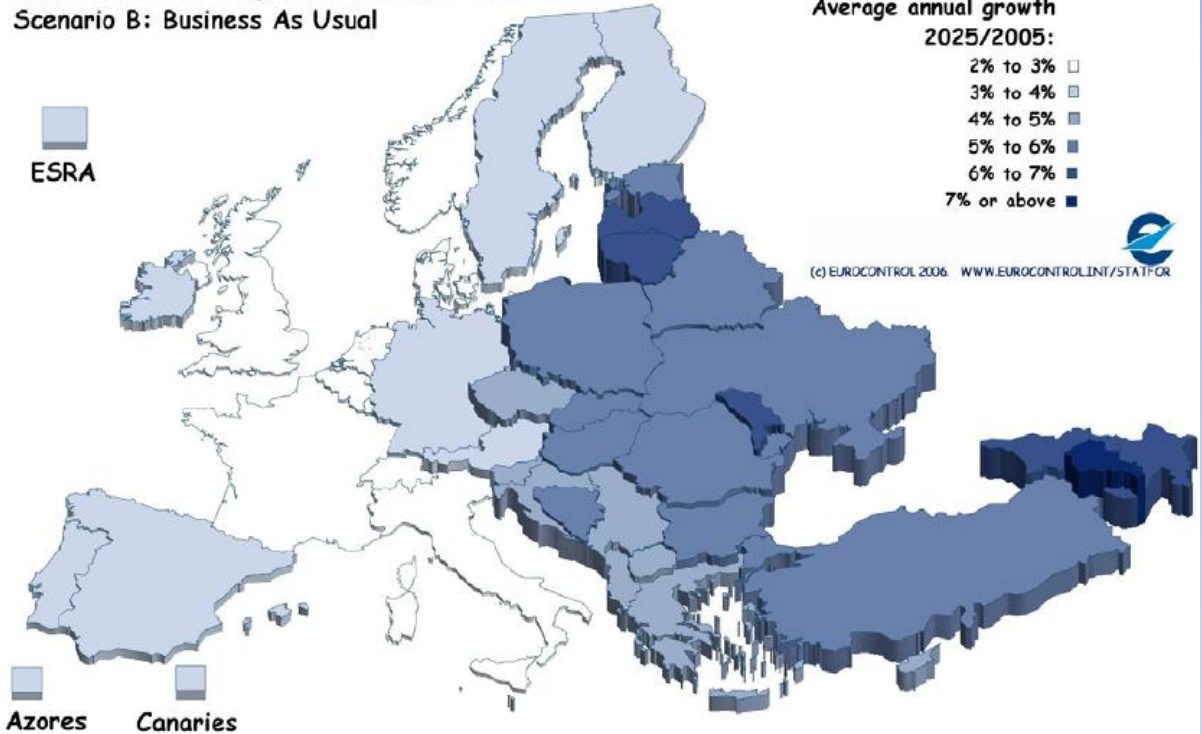 Scenario B: Business As Usual
Average annual growth
2025/2005:
2% to 3%
3% to 4%
4% to 5%
5% to 6%
6% to 7%
7% or above
ESRA
(c) EUROCONTROL 2006. WWW.EUROCONTROL.INT/STATFOR
Azores
Canaries